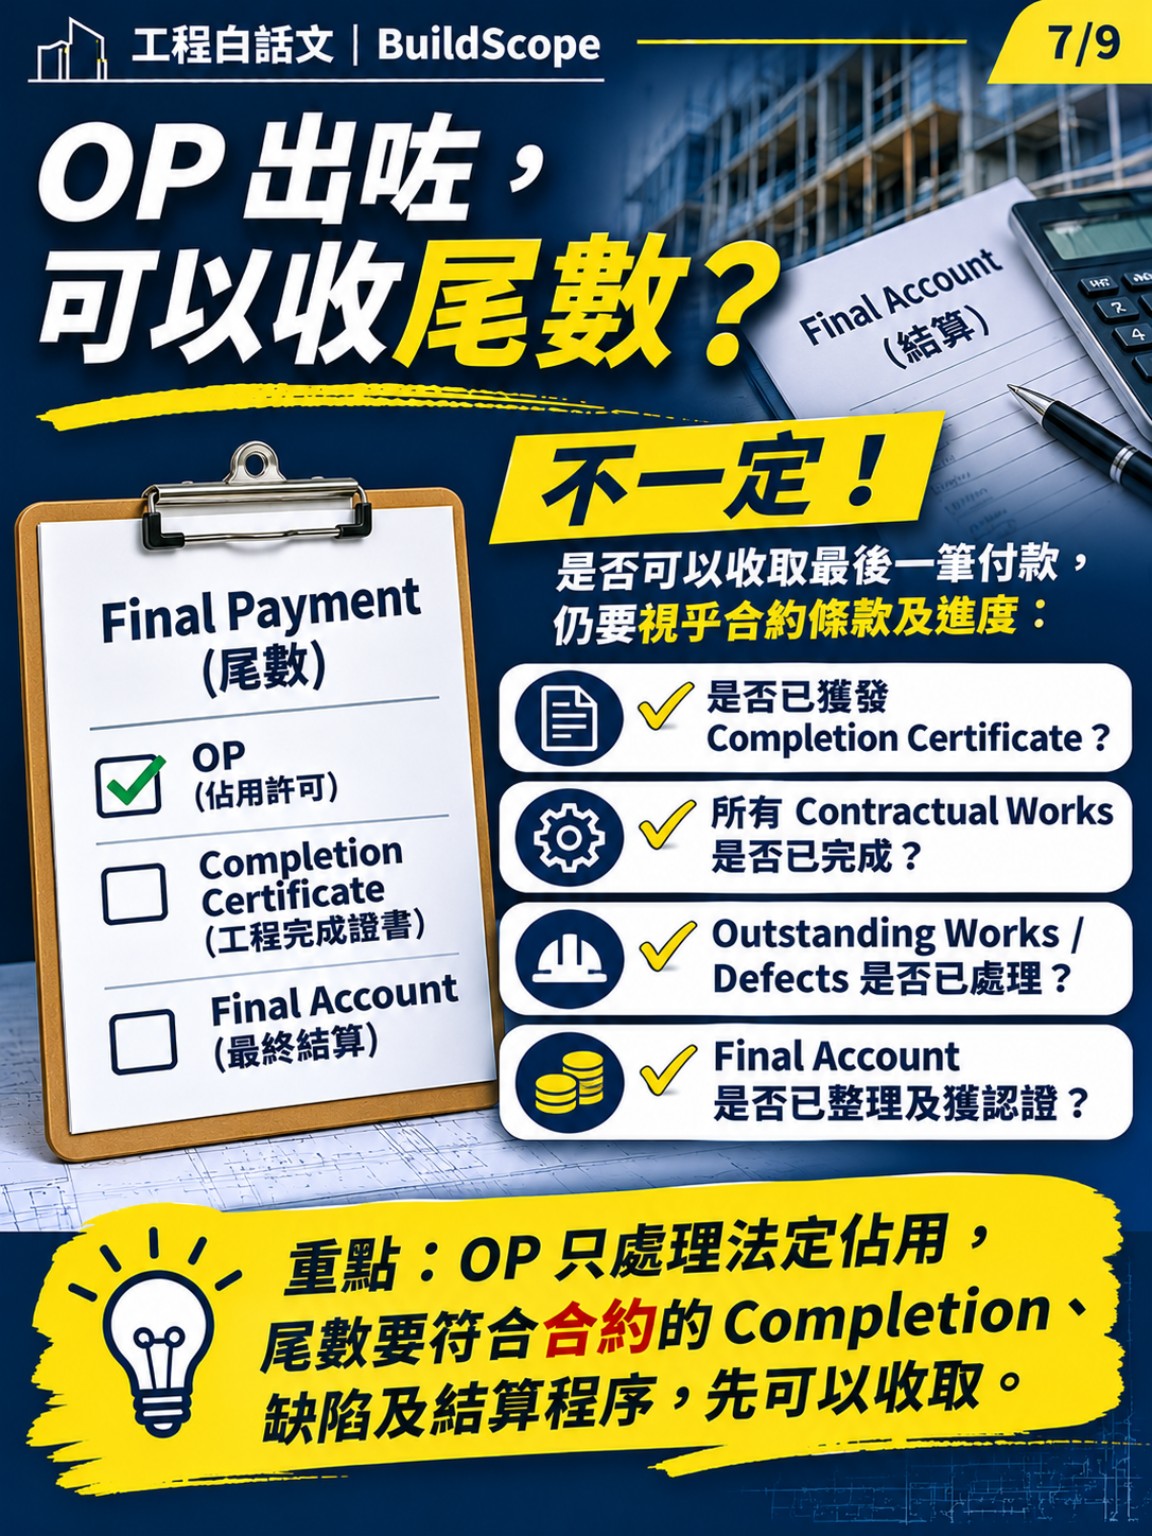 工程白話文 | BuildScope
7/9
OP 出咗，
可以收尾數？
Final Account
(結算)
不一定！
是否可以收取最後一筆付款，
仍要視乎合約條款及進度：
Final Payment
(尾數)
OP
(佔用許可)
Completion
Certificate
(工程完成證書)
Final Account
(最終結算)
是否已獲發
Completion Certificate？
所有 Contractual Works
是否已完成？
Outstanding Works /
Defects 是否已處理？
Final Account
是否已整理及獲認證？
重點：OP 只處理法定佔用，
尾數要符合合約的 Completion、
缺陷及結算程序，先可以收取。